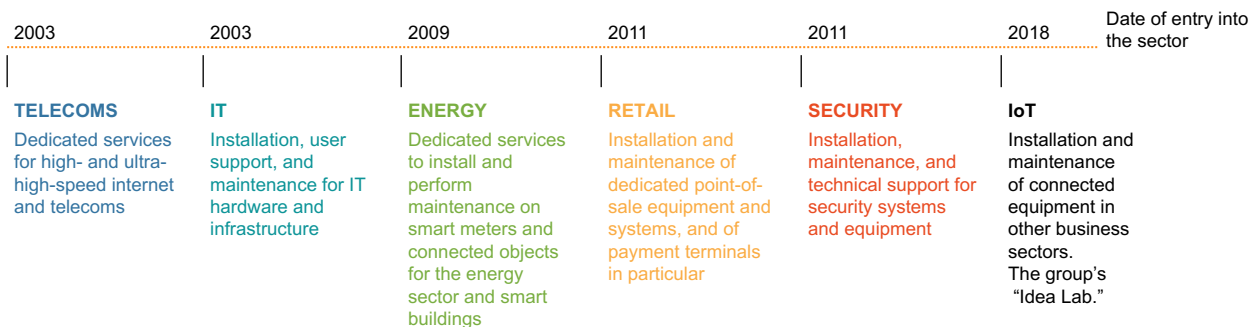 2003
2003
2009
2011
2011
2018
Date of entry into
the sector
TELECOMS
Dedicated services
for high- and ultra-
high-speed internet
and telecoms
IT
Installation, user
support, and
maintenance for IT
hardware and
infrastructure
ENERGY
Dedicated services
to install and
perform
maintenance on
smart meters and
connected objects
for the energy
sector and smart
buildings
RETAIL
Installation and
maintenance of
dedicated point-of-
sale equipment and
systems, and of
payment terminals
in particular
SECURITY
Installation,
maintenance, and
technical support for
security systems
and equipment
IoT
Installation and
maintenance
of connected
equipment in
other business
sectors.
The group's
“Idea Lab.”